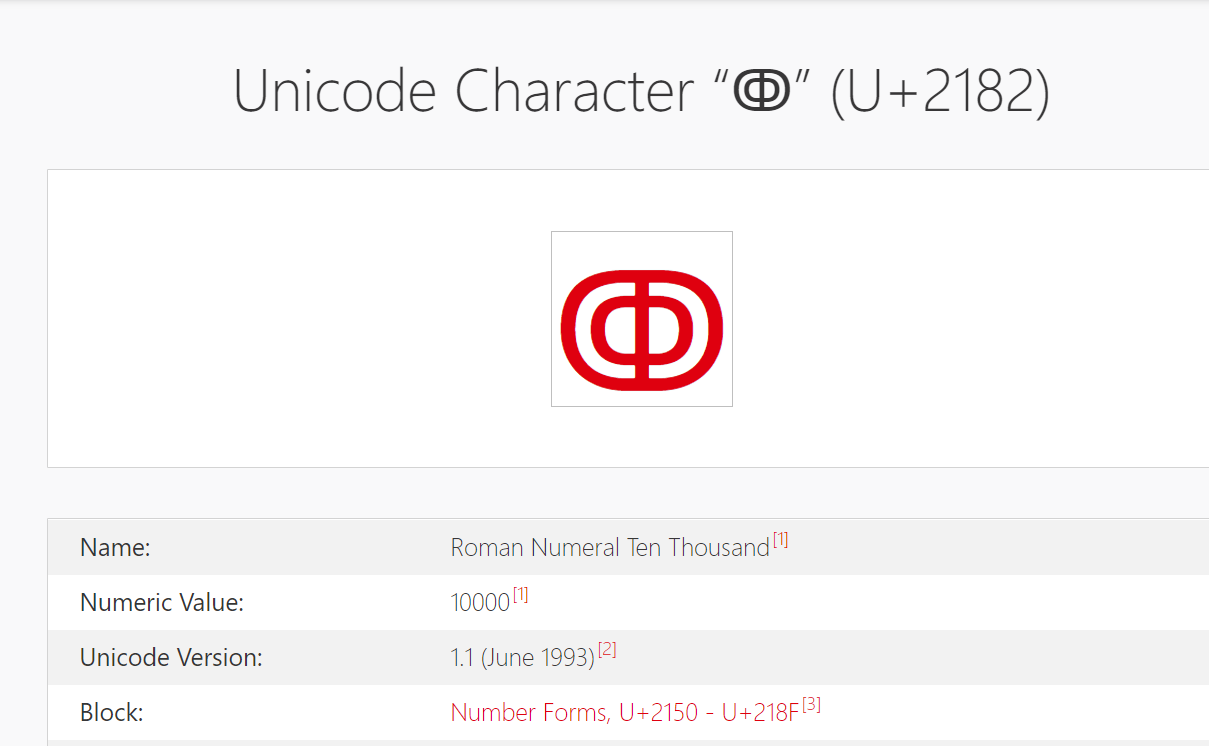 Unicode Character “ↂ” (U+2182)
ↂ
Name: Roman Numeral Ten Thousand[1]
Numeric Value: 10000[1]
Unicode Version: 1.1 (June 1993)[2]
Block: Number Forms, U+2150 - U+218F[3]